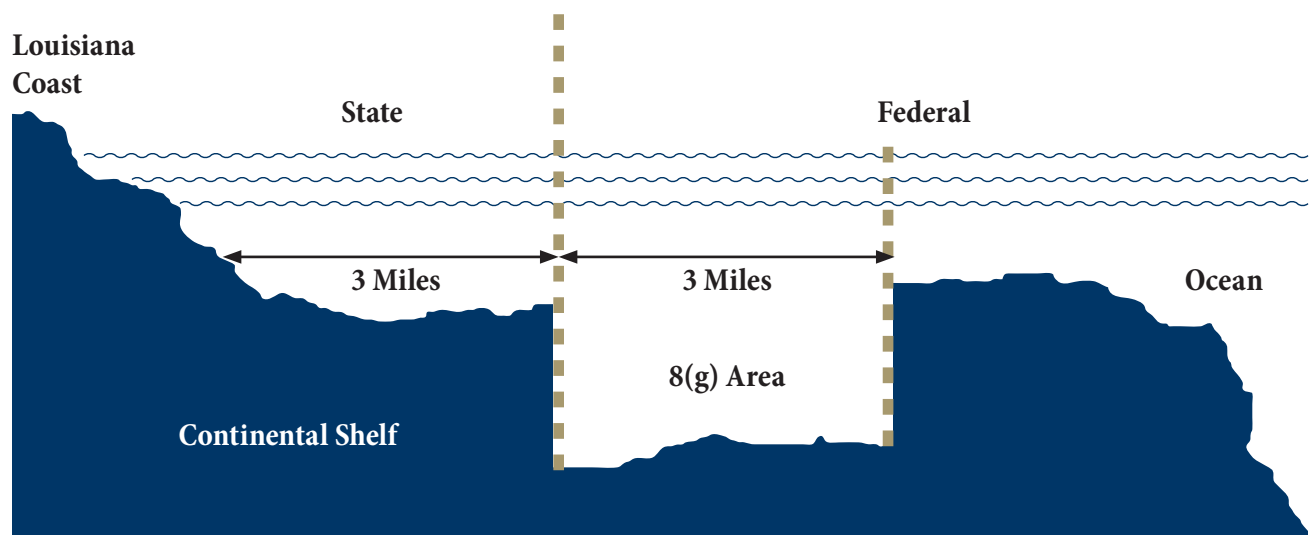 Louisiana
Coast
State
Federal
3 Miles
3 Miles
Ocean
8(g) Area
Continental Shelf